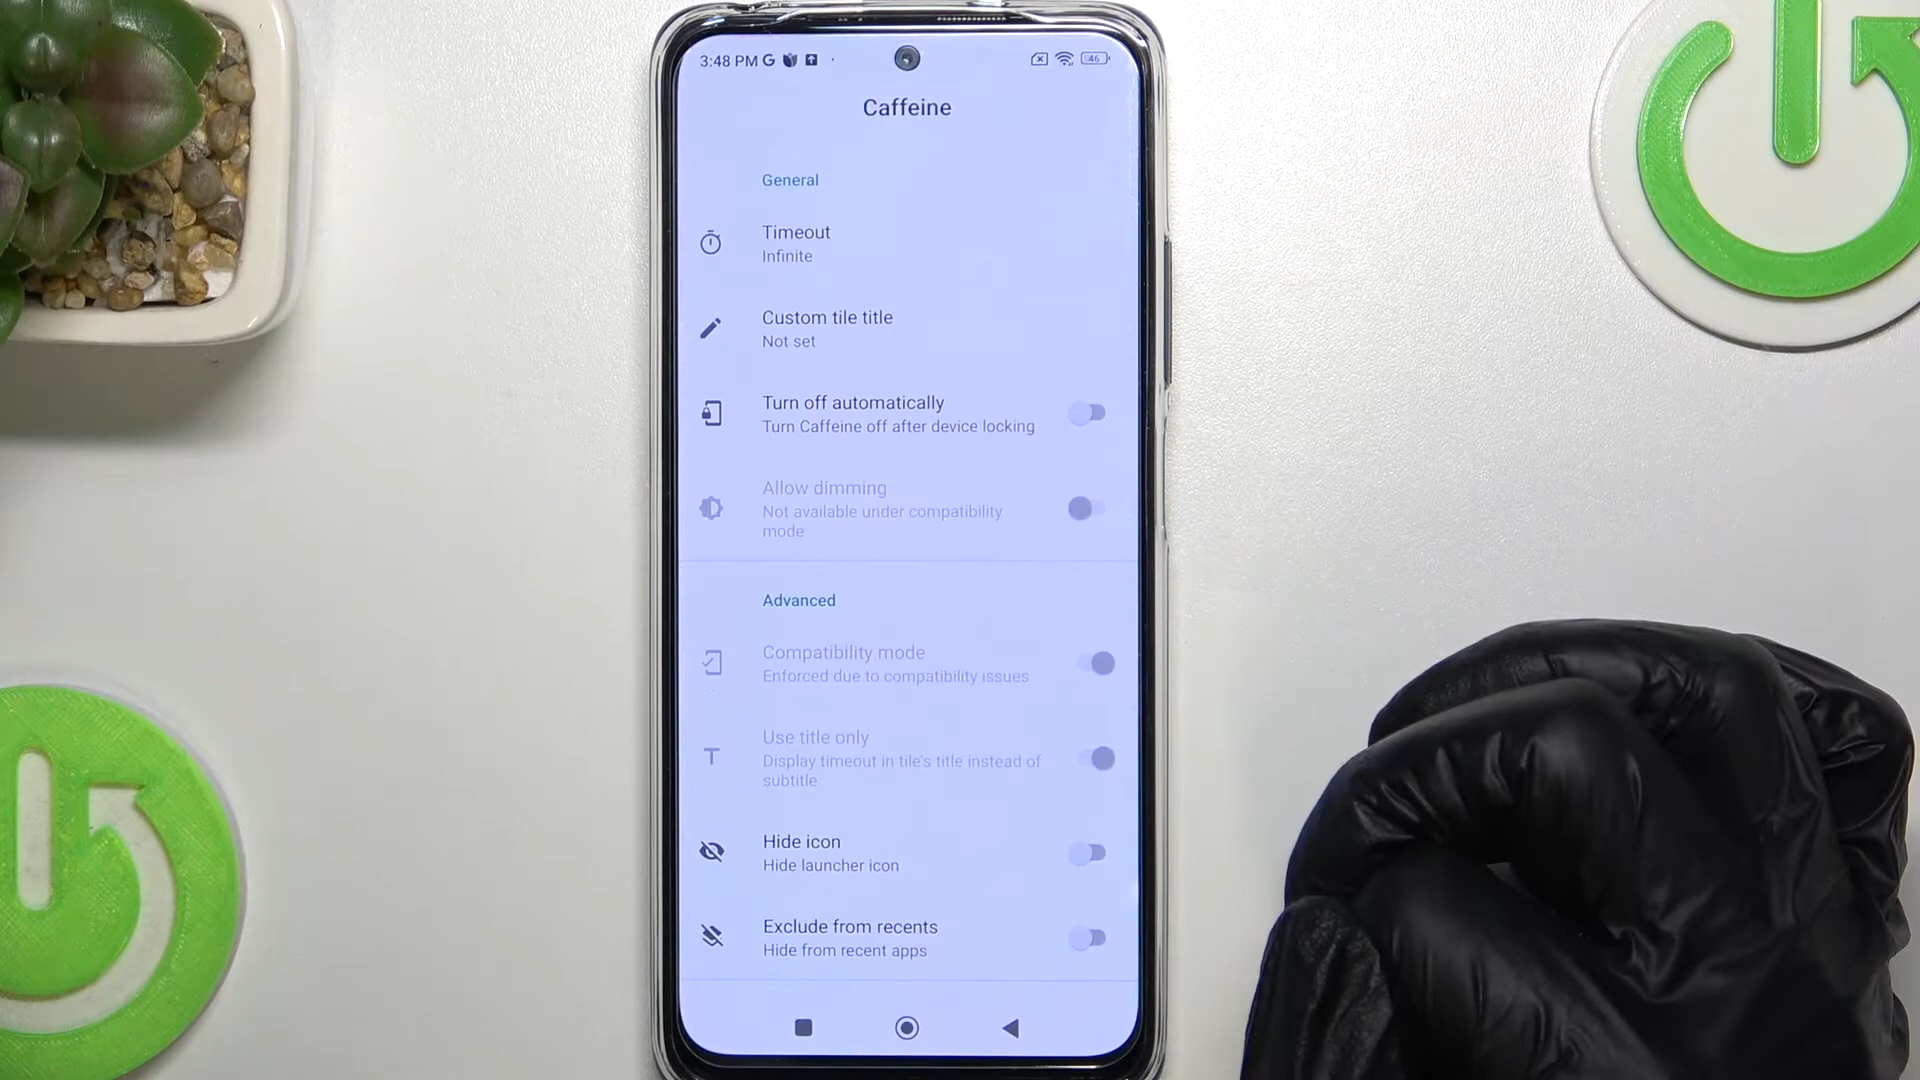 3:48 PM G
46
Caffeine
General
Timeout
Infinite
Custom tile title
Not set
Turn off automatically
Turn Caffeine off after device locking
Allow dimming
Not available under compatibility
mode
Advanced
Compatibility mode
Enforced due to compatibility issues
Use title only
T
Display timeout in tile's title instead of
subtitle
Hide icon
Hide launcher icon
Exclude from recents
Hide from recent apps